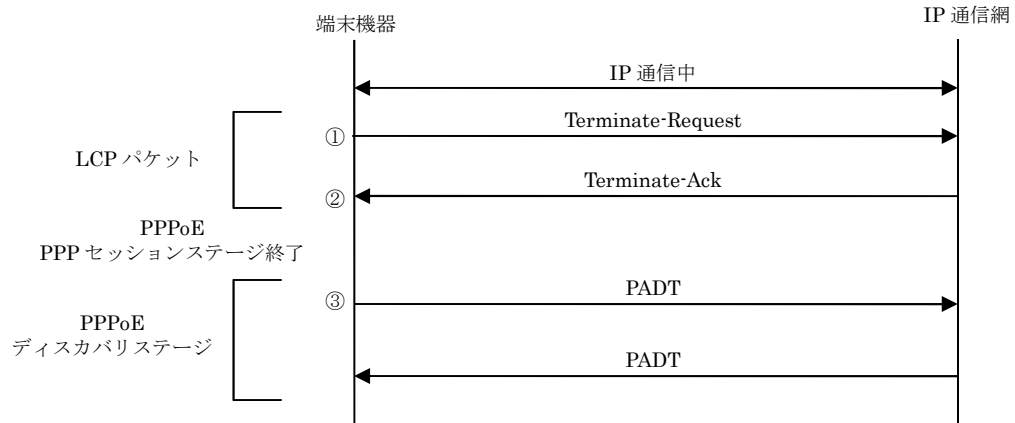 端末機器
IP 通信網
IP 通信中
① Terminate-Request
LCP パケット
② Terminate-Ack
PPPoE
PPP セッションステージ終了
③ PADT
PPPoE
ディスカバリステージ
PADT